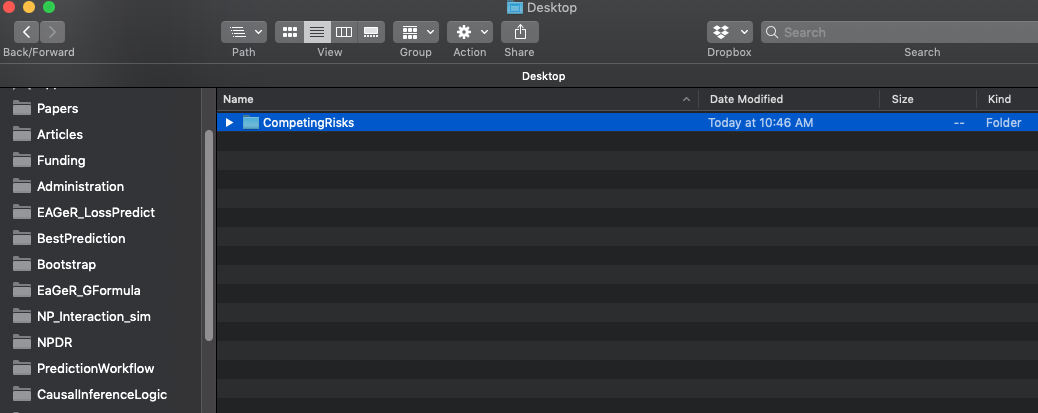 Desktop
Back/Forward
Path
View
Group
Action
Share
Dropbox
Search
Search
Desktop
Name
Date Modified
Size
Kind
CompetingRisks
Today at 10:46 AM
--
Folder
Papers
Articles
Funding
Administration
EAGeR_LossPredict
BestPrediction
Bootstrap
EaGeR_GFormula
NP_Interaction_sim
NPDR
PredictionWorkflow
CausalInferenceLogic